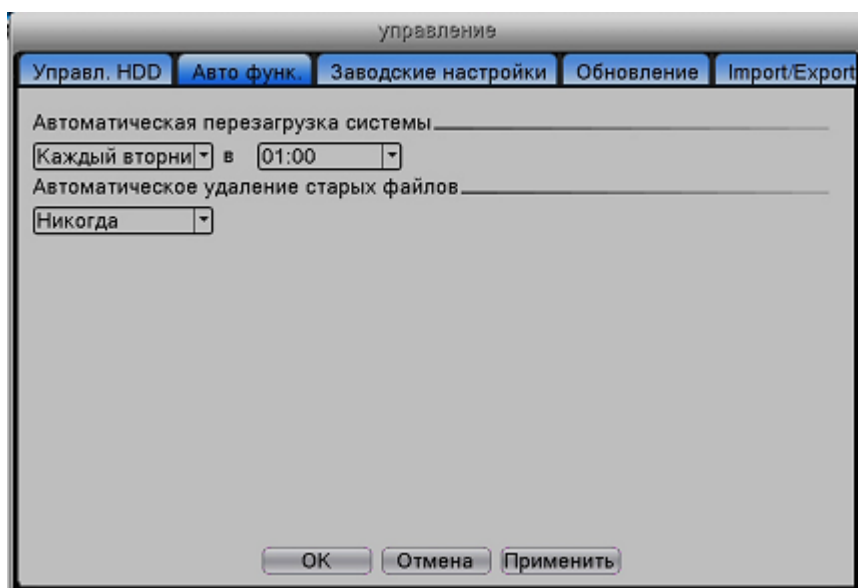 управление
Управл. HDD Авто функ. Заводские настройки Обновление Import/Export
Автоматическая перезагрузка системы
Каждый вторни в 01:00
Автоматическое удаление старых файлов
Никогда
OK Отмена Применить